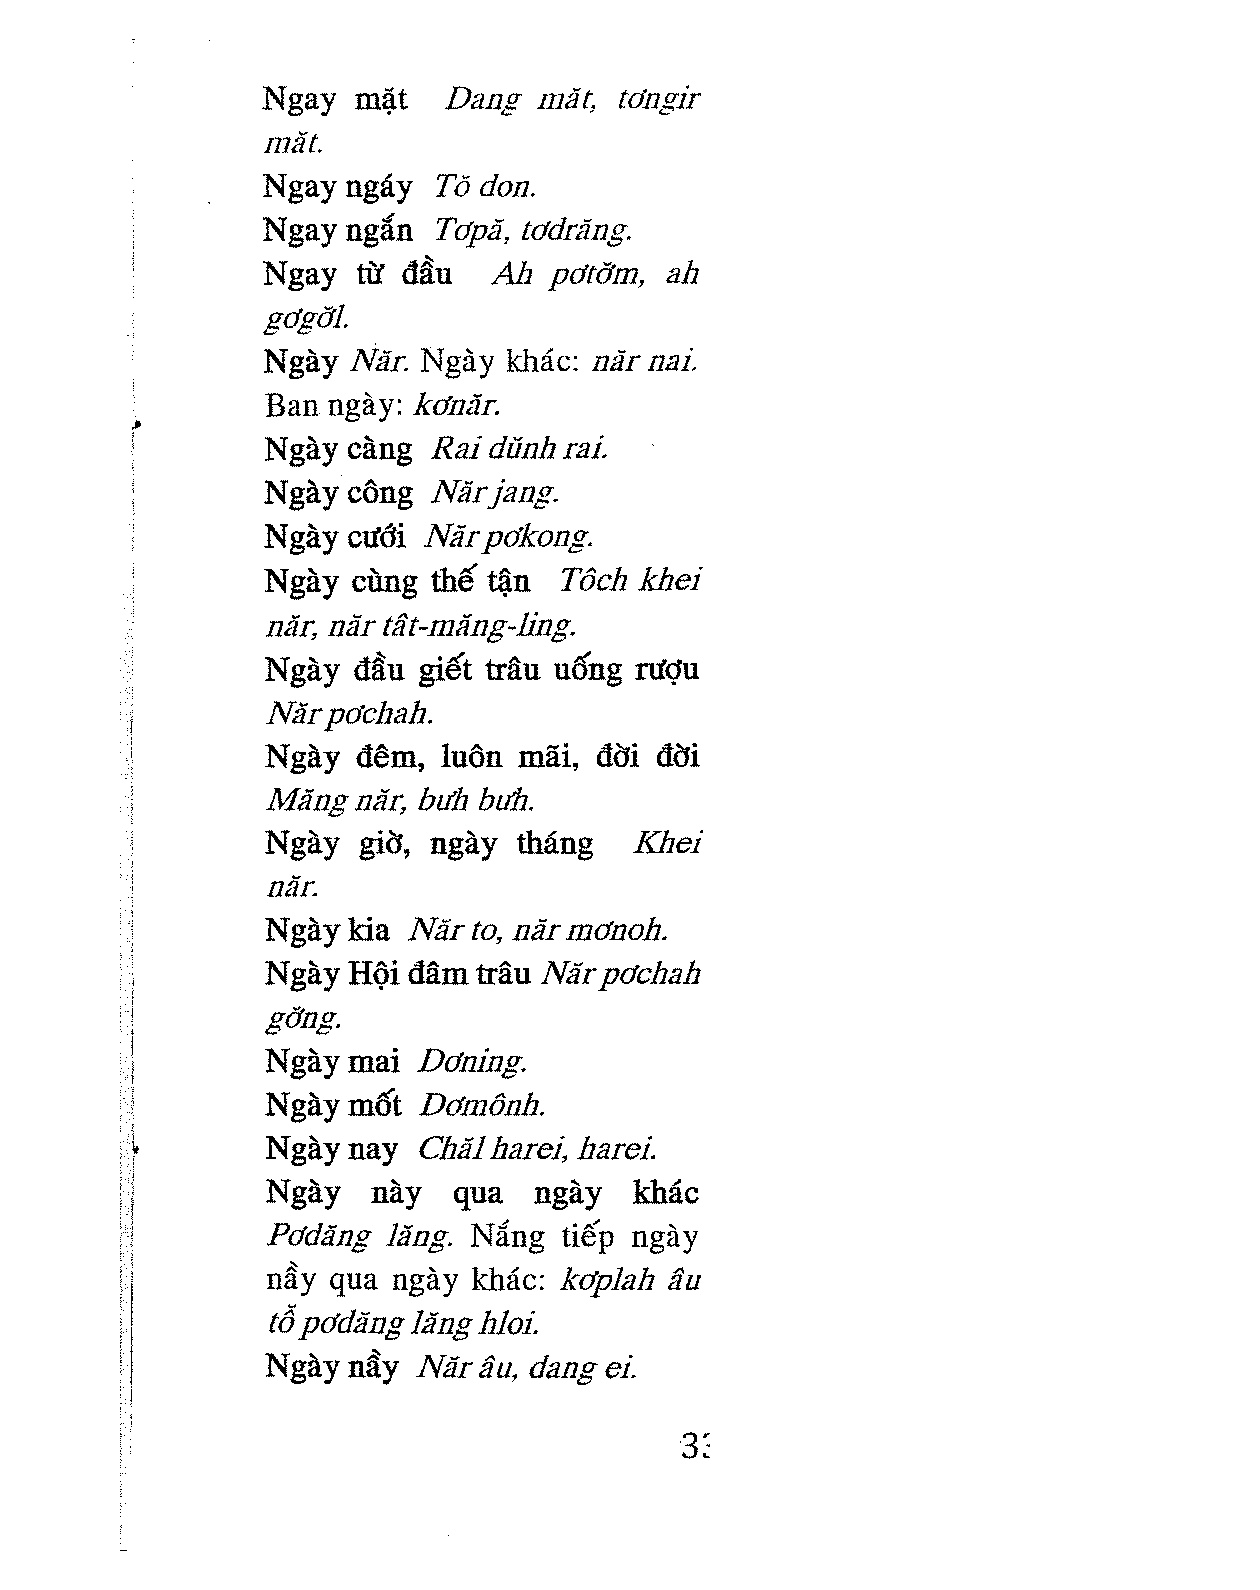 Ngay mặt Dang măt, tơngir
măt.
Ngay ngáy Tŏ don.
Ngay ngắn Tơpă, tơdrăng.
Ngay từ đầu Ah pơtơ̆m, ah
gơgơ̆l.
Ngày Năr. Ngày khác: năr nai.
Ban ngày: kơnăr.
Ngày càng Rai dŭnh rai.
Ngày công Năr jang.
Ngày cưới Năr pơkong.
Ngày cùng thế tận Tôch khei
năr, năr tât-măng-ling.
Ngày đầu giết trâu uống rượu
Năr pơchah.
Ngày đêm, luôn mãi, đời đời
Măng năr, bưh bưh.
Ngày giờ, ngày tháng Khei
năr.
Ngày kia Năr to, năr mơnoh.
Ngày Hội đâm trâu Năr pơchah
gơ̆ng.
Ngày mai Dơning.
Ngày mốt Dơmônh.
Ngày nay Chăl harei, harei.
Ngày này qua ngày khác
Pơdăng lăng. Nắng tiếp ngày
nầy qua ngày khác: kơplah âu
tô̆ pơdăng lăng hloi.
Ngày nầy Năr âu, dang ei.